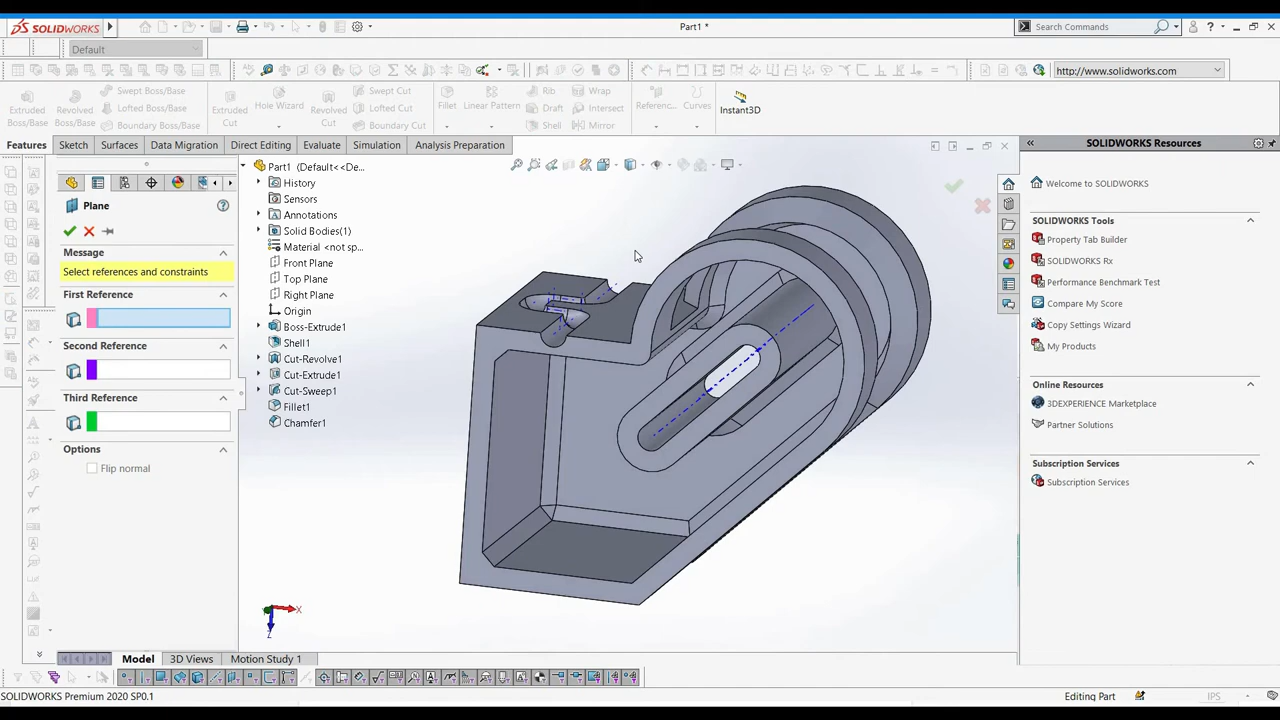 SOLIDWORKS
Part1 *
Search Commands
Default
http://www.solidworks.com
Extruded Boss/Base
Revolved Boss/Base
Swept Boss/Base
Lofted Boss/Base
Boundary Boss/Base
Extruded Cut
Hole Wizard
Revolved Cut
Swept Cut
Lofted Cut
Boundary Cut
Fillet
Linear Pattern
Rib
Draft
Shell
Wrap
Intersect
Mirror
Referenc...
Curves
Instant3D
Features
Sketch
Surfaces
Data Migration
Direct Editing
Evaluate
Simulation
Analysis Preparation
Plane
Message
Select references and constraints
First Reference
Second Reference
Third Reference
Options
Flip normal
Part1 (Default<<De...
History
Sensors
Annotations
Solid Bodies(1)
Material <not sp...
Front Plane
Top Plane
Right Plane
Origin
Boss-Extrude1
Shell1
Cut-Revolve1
Cut-Extrude1
Cut-Sweep1
Fillet1
Chamfer1
X
Z
SOLIDWORKS Resources
Welcome to SOLIDWORKS
SOLIDWORKS Tools
Property Tab Builder
SOLIDWORKS Rx
Performance Benchmark Test
Compare My Score
Copy Settings Wizard
My Products
Online Resources
3DEXPERIENCE Marketplace
Partner Solutions
Subscription Services
Subscription Services
Model
3D Views
Motion Study 1
SOLIDWORKS Premium 2020 SP0.1
Editing Part
IPS